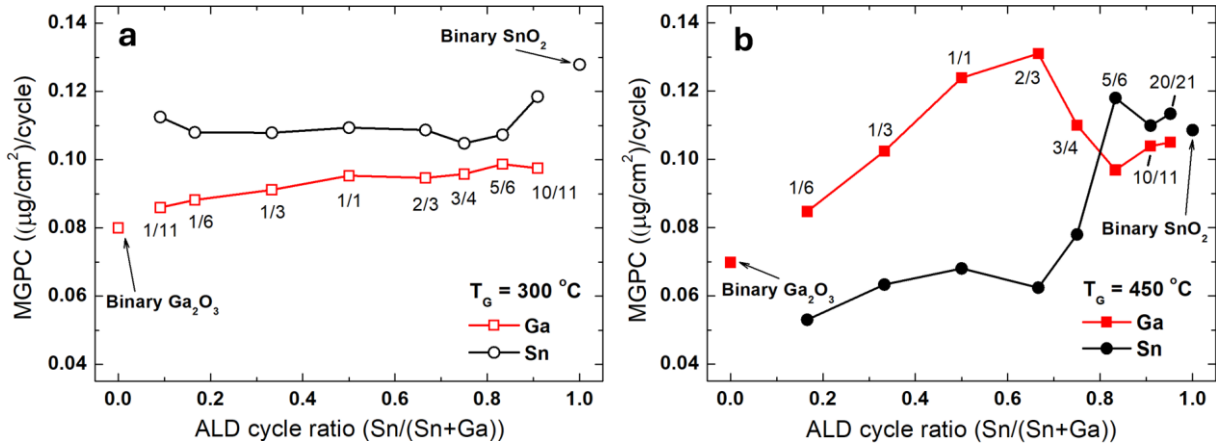 a
MGPC ((μg/cm²)/cycle)
0.14
0.12
0.10
0.08
0.06
0.04
Binary SnO₂
1/11
1/6
1/3
1/1
2/3
3/4
5/6
10/11
Binary Ga₂O₃
T_G = 300 °C
Ga
Sn
0.0 0.2 0.4 0.6 0.8 1.0
ALD cycle ratio (Sn/(Sn+Ga))
b
MGPC ((μg/cm²)/cycle)
0.14
0.12
0.10
0.08
0.06
0.04
1/6
1/3
1/1
2/3
3/4
5/6
20/21
10/11
Binary SnO₂
Binary Ga₂O₃
T_G = 450 °C
Ga
Sn
0.0 0.2 0.4 0.6 0.8 1.0
ALD cycle ratio (Sn/(Sn+Ga))